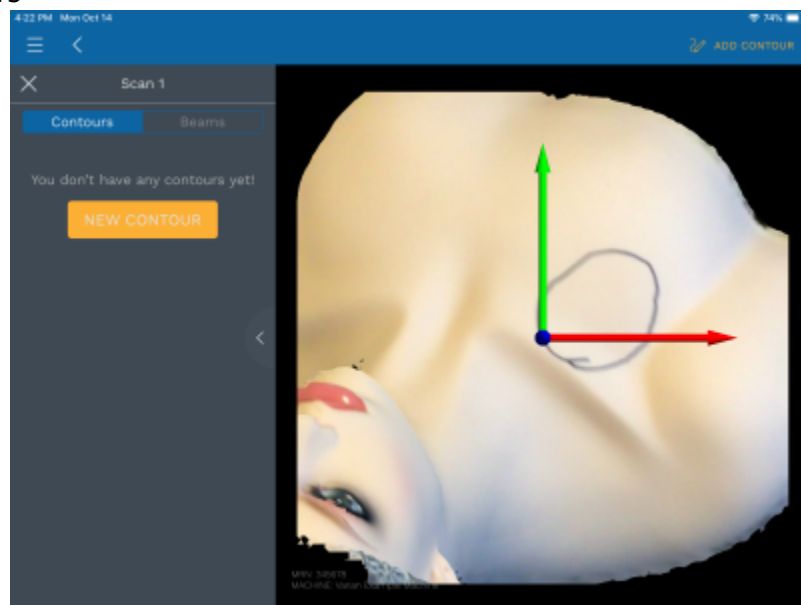 4:22 PM Mon Oct 14
74%
ADD CONTOUR
Scan 1
Contours Beams
You don't have any contours yet!
NEW CONTOUR
MACHINE: Varian Example Machine